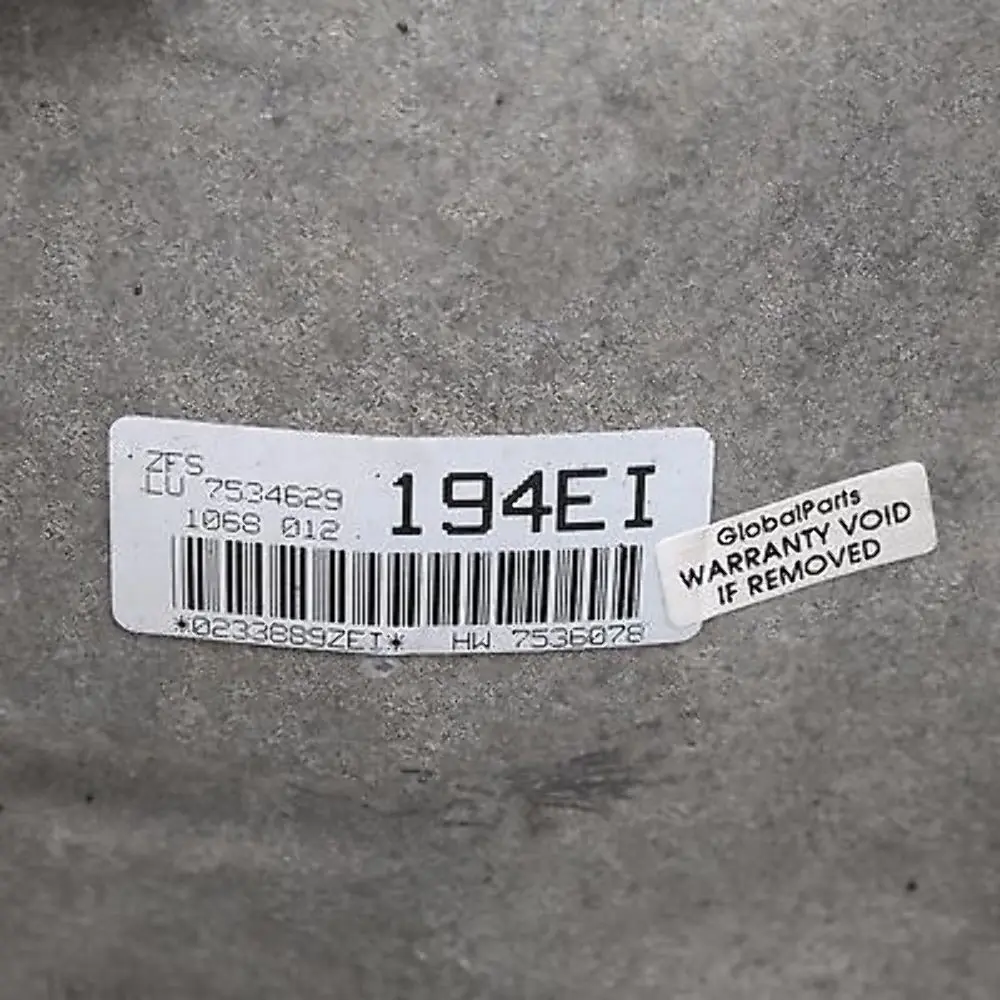 ZFS
LU 7534629
1068 012
194EI
*0233889ZEI* HW 7536078
GlobalParts
WARRANTY VOID
IF REMOVED